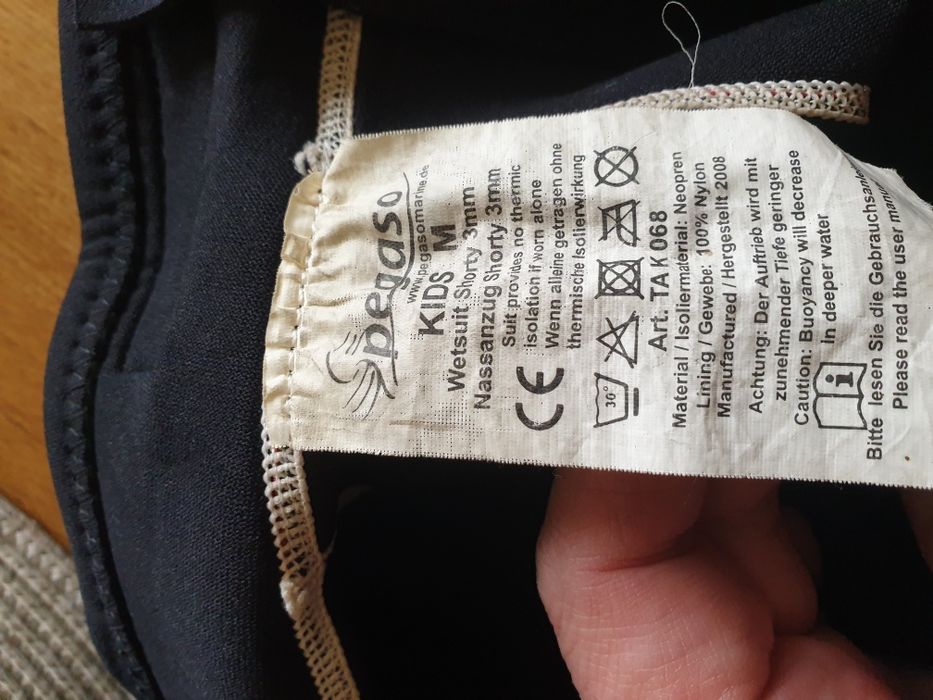 pegaso
www.pegasormarine.de
KIDS M
Wetsuit Shorty 3mm
Nassanzug Shorty 3mm
Suit provides no thermic
isolation if worn alone
Wenn alleine getragen ohne
thermische Isolierwirkung
CE
30°
Art. TA K 068
Material / Isoliermaterial: Neopren
Lining / Gewebe: 100% Nylon
Manufactured / Hergestellt 2008
Achtung: Der Auftrieb wird mit
zunehmender Tiefe geringer
Caution: Buoyancy will decrease
In deeper water
i
Bitte lesen Sie die Gebrauchsanle
Please read the user manu